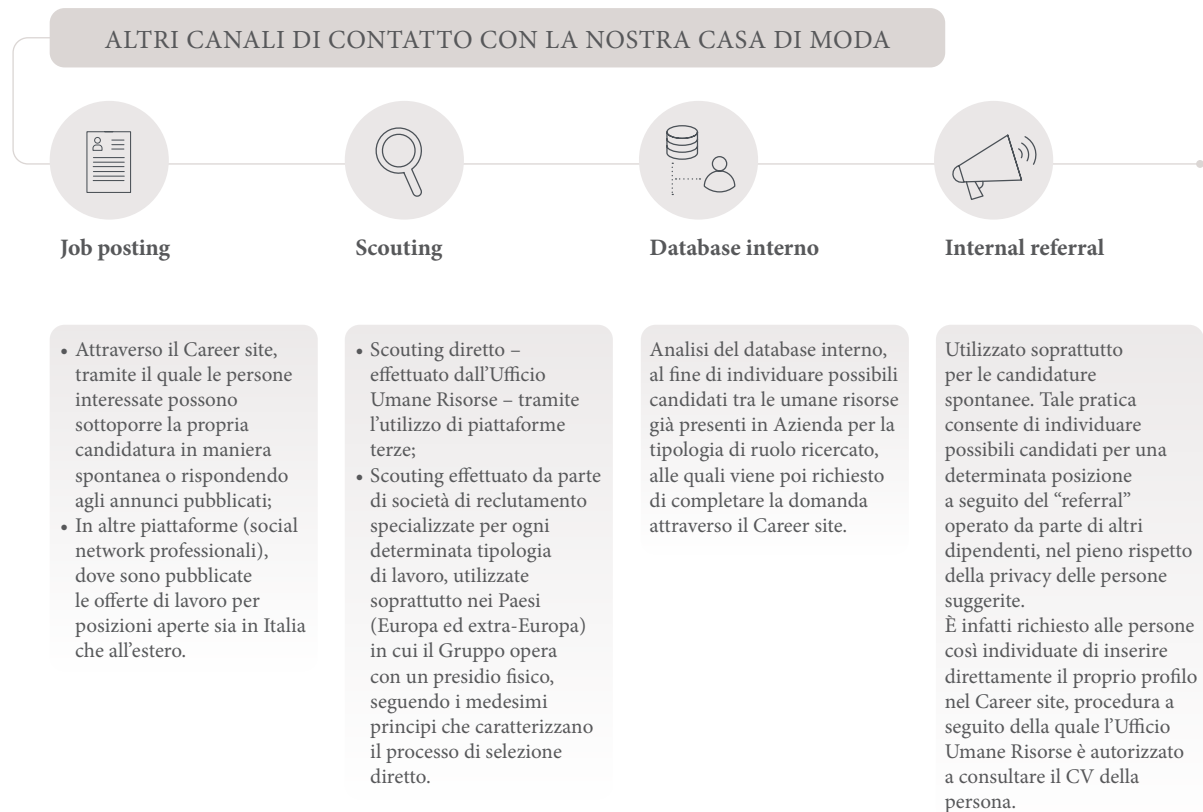 ALTRI CANALI DI CONTATTO CON LA NOSTRA CASA DI MODA
Job posting
• Attraverso il Career site,
tramite il quale le persone
interessate possono
sottoporre la propria
candidatura in maniera
spontanea o rispondendo
agli annunci pubblicati;
• In altre piattaforme (social
network professionali),
dove sono pubblicate
le offerte di lavoro per
posizioni aperte sia in Italia
che all'estero.
Scouting
• Scouting diretto –
effettuato dall'Ufficio
Umane Risorse – tramite
l'utilizzo di piattaforme
terze;
• Scouting effettuato da parte
di società di reclutamento
specializzate per ogni
determinata tipologia
di lavoro, utilizzate
soprattutto nei Paesi
(Europa ed extra-Europa)
in cui il Gruppo opera
con un presidio fisico,
seguendo i medesimi
principi che caratterizzano
il processo di selezione
diretto.
Database interno
Analisi del database interno,
al fine di individuare possibili
candidati tra le umane risorse
già presenti in Azienda per la
tipologia di ruolo ricercato,
alle quali viene poi richiesto
di completare la domanda
attraverso il Career site.
Internal referral
Utilizzato soprattutto
per le candidature
spontanee. Tale pratica
consente di individuare
possibili candidati per una
determinata posizione
a seguito del “referral”
operato da parte di altri
dipendenti, nel pieno rispetto
della privacy delle persone
suggerite.
È infatti richiesto alle persone
così individuate di inserire
direttamente il proprio profilo
nel Career site, procedura a
seguito della quale l'Ufficio
Umane Risorse è autorizzato
a consultare il CV della
persona.